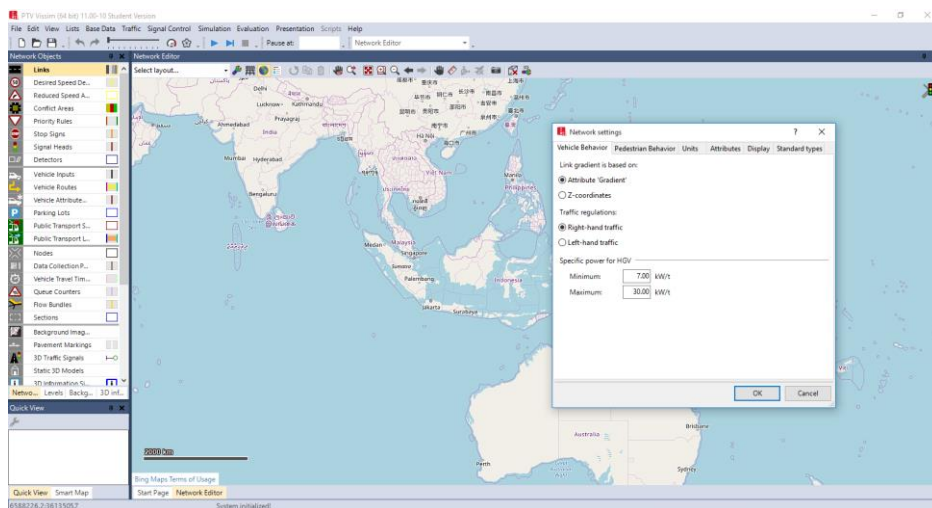 PTV Vissim (64 bit) 11.00-10 Student Version
File Edit View Lists Base Data Traffic Signal Control Simulation Evaluation Presentation Scripts Help
Pause at: Network Editor
Network Objects
Network Editor
Select layout...
Links
Desired Speed De...
Reduced Speed A...
Conflict Areas
Priority Rules
Stop Signs
Signal Heads
Detectors
Vehicle Inputs
Vehicle Routes
Vehicle Attribute...
Parking Lots
Public Transport S...
Public Transport L...
Nodes
Data Collection P...
Vehicle Travel Tim...
Queue Counters
Flow Bundles
Sections
Background Imag...
Pavement Markings
3D Traffic Signals
Static 3D Models
3D Information Si...
Netwo... Levels Backg... 3D inf...
Quick View
Quick View Smart Map
Delhi
Lucknow Kathmandu
Ahmedabad
Prayagraj
India
Mumbai
Hyderabad
Bengaluru
Hà Nội
Việt Nam
Manila
Philippines
Medan
Malaysia
Singapore
Palembang
Indonesia
Jakarta
Surabaya
Australia
Brisbane
Perth
Sydney
2000 km
Bing Maps Terms of Usage
Start Page Network Editor
System initialized!
Network settings
? X
Vehicle Behavior Pedestrian Behavior Units Attributes Display Standard types
Link gradient is based on:
Attribute 'Gradient'
Z-coordinates
Traffic regulations:
Right-hand traffic
Left-hand traffic
Specific power for HGV
Minimum: 7.00 kW/t
Maximum: 30.00 kW/t
OK Cancel